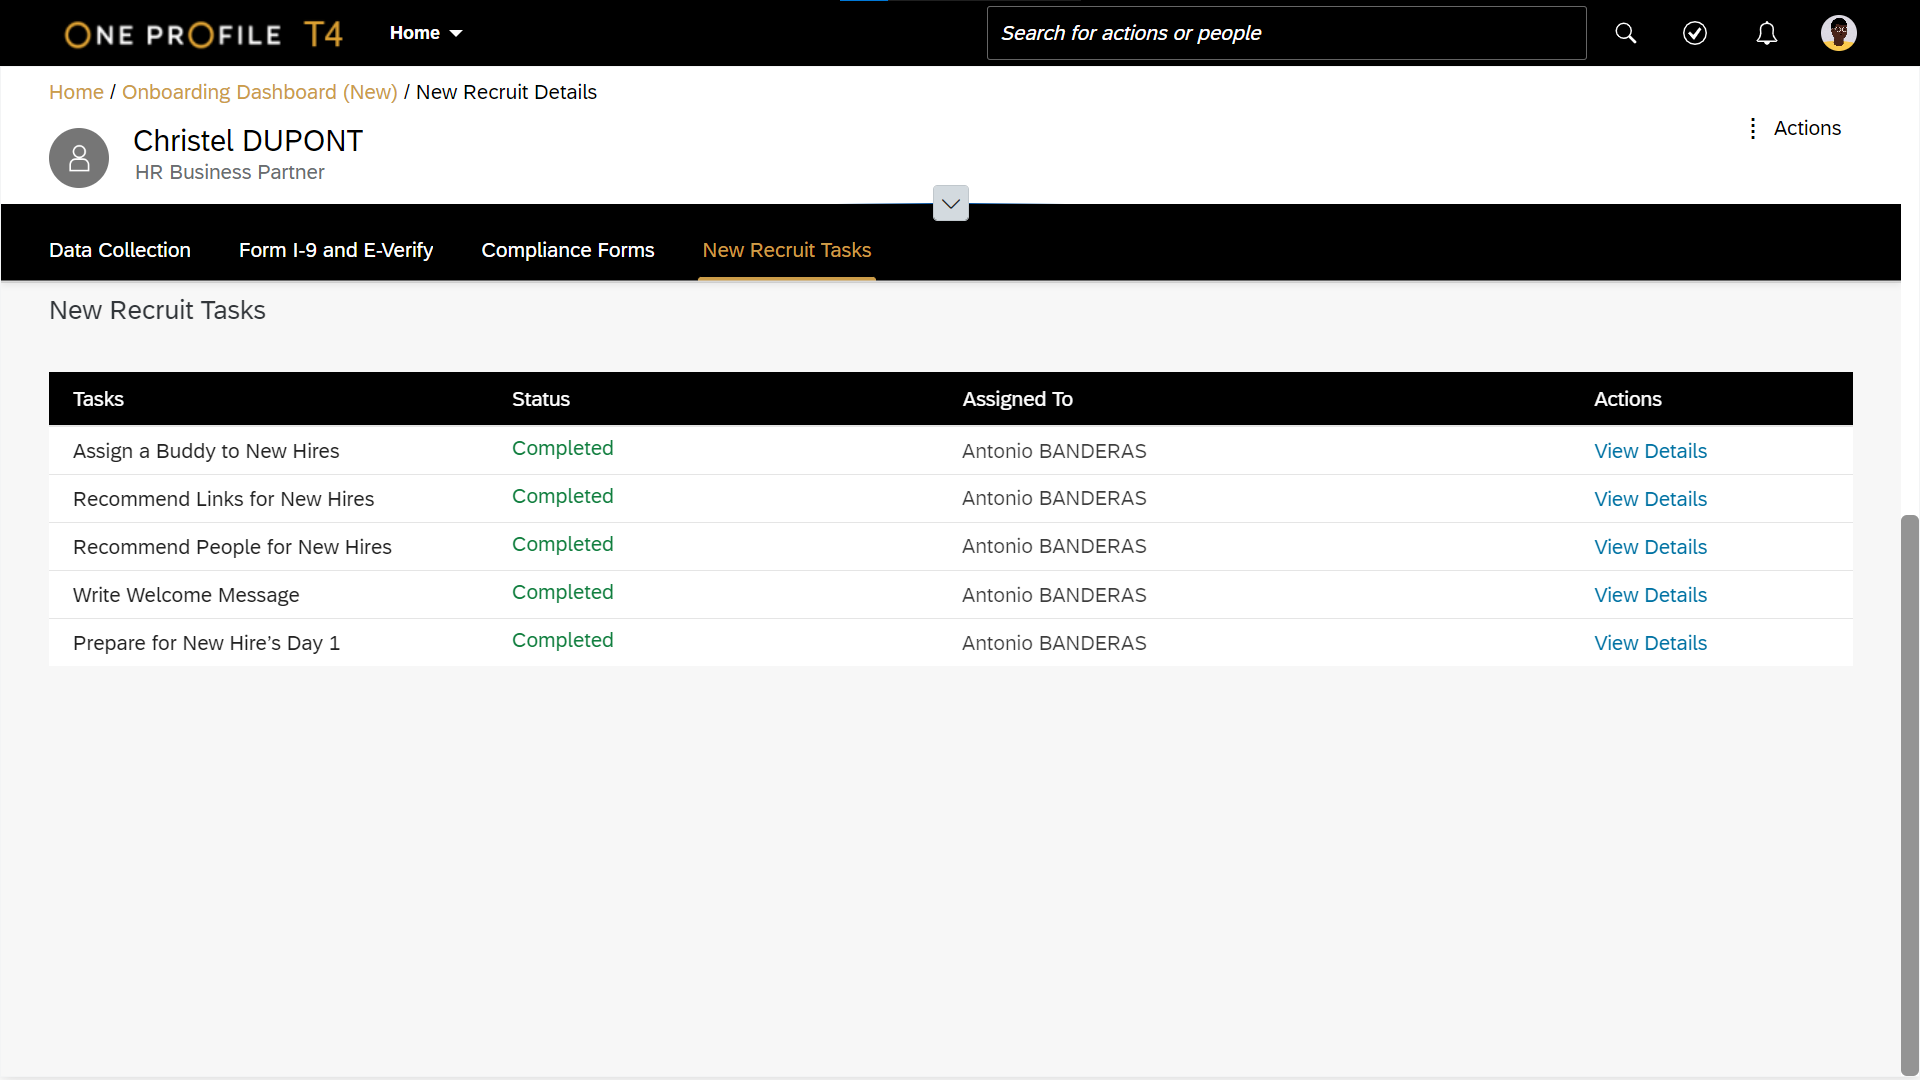 ONE PROFILE T4
Home
Search for actions or people
Home / Onboarding Dashboard (New) / New Recruit Details
Christel DUPONT
HR Business Partner
Actions
Data Collection
Form I-9 and E-Verify
Compliance Forms
New Recruit Tasks
New Recruit Tasks
Tasks Status Assigned To Actions
Assign a Buddy to New Hires Completed Antonio BANDERAS View Details
Recommend Links for New Hires Completed Antonio BANDERAS View Details
Recommend People for New Hires Completed Antonio BANDERAS View Details
Write Welcome Message Completed Antonio BANDERAS View Details
Prepare for New Hire’s Day 1 Completed Antonio BANDERAS View Details